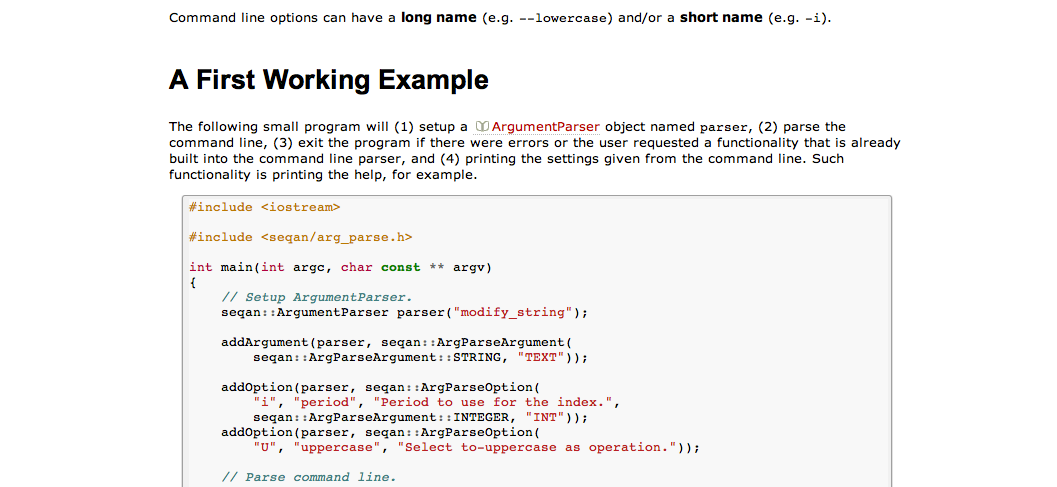 Command line options can have a long name (e.g. --lowercase) and/or a short name (e.g. -i).
A First Working Example
The following small program will (1) setup a ArgumentParser object named parser, (2) parse the
command line, (3) exit the program if there were errors or the user requested a functionality that is already
built into the command line parser, and (4) printing the settings given from the command line. Such
functionality is printing the help, for example.
#include <iostream>
#include <seqan/arg_parse.h>
int main(int argc, char const ** argv)
{
    // Setup ArgumentParser.
    seqan::ArgumentParser parser("modify_string");
    addArgument(parser, seqan::ArgParseArgument(
        seqan::ArgParseArgument::STRING, "TEXT"));
    addOption(parser, seqan::ArgParseOption(
        "i", "period", "Period to use for the index.",
        seqan::ArgParseArgument::INTEGER, "INT"));
    addOption(parser, seqan::ArgParseOption(
        "U", "uppercase", "Select to-uppercase as operation."));
    // Parse command line.